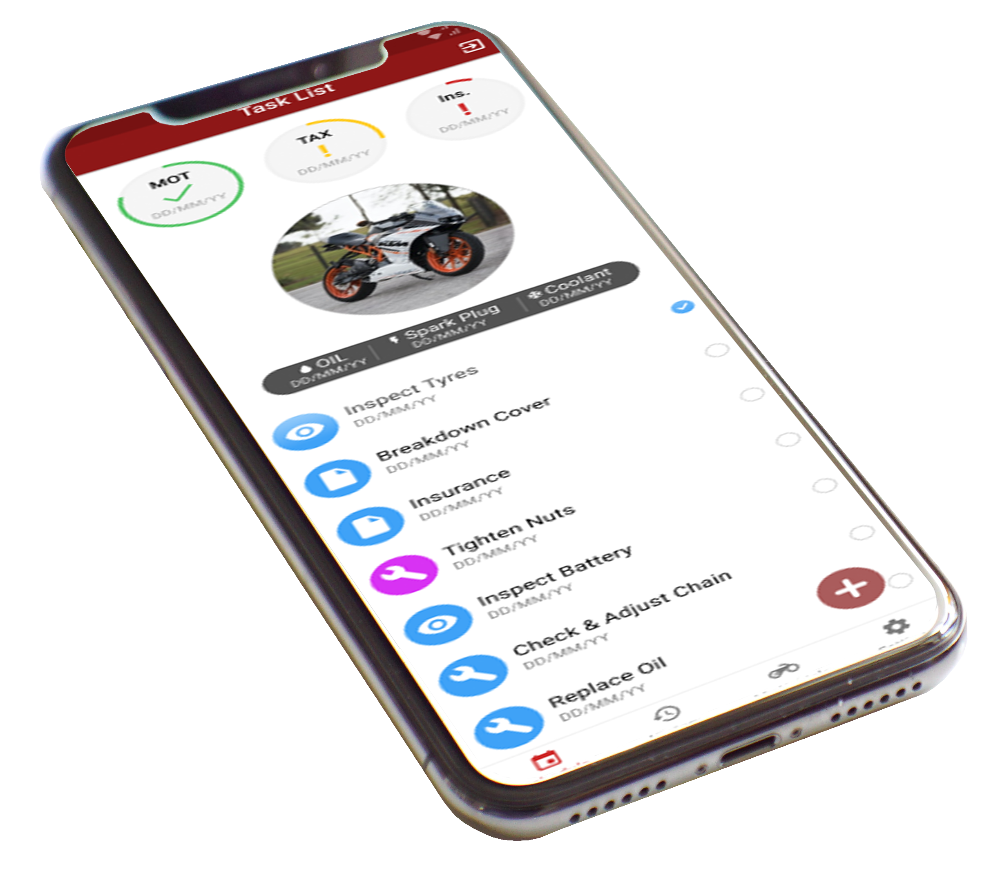 Task List
MOT
DD/MM/YY
TAX
DD/MM/YY
Ins.
DD/MM/YY
KTM
OIL
DD/MM/YY
Spark Plug
DD/MM/YY
Coolant
DD/MM/YY
Inspect Tyres
DD/MM/YY
Breakdown Cover
DD/MM/YY
Insurance
DD/MM/YY
Tighten Nuts
DD/MM/YY
Inspect Battery
DD/MM/YY
Check & Adjust Chain
DD/MM/YY
Replace Oil
DD/MM/YY